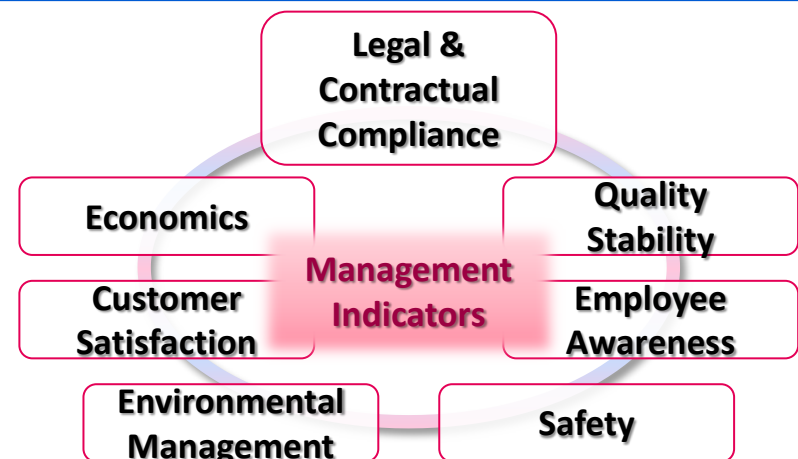 Legal &
Contractual
Compliance
Economics
Quality
Stability
Management
Indicators
Customer
Satisfaction
Employee
Awareness
Environmental
Management
Safety